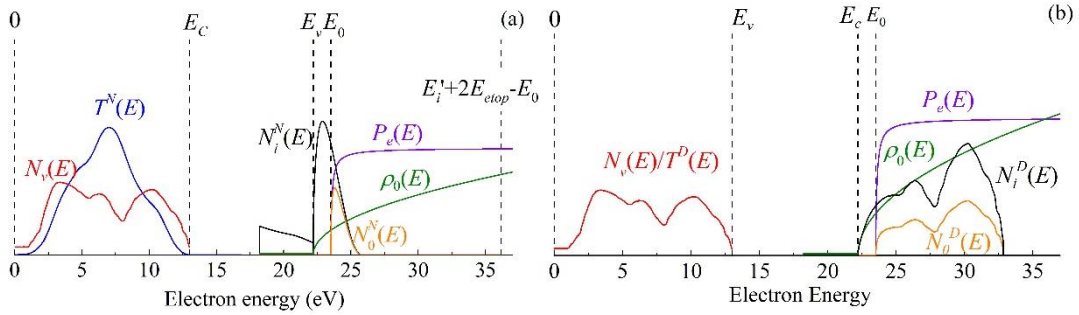 0
E_C
E_v E_0
(a)
T^N(E)
N_v(E)
N_i^N(E)
E_i'+2E_etop-E_0
P_e(E)
ρ_0(E)
N_0^N(E)
0 5 10 15 20 25 30 35
Electron energy (eV)
0
E_v
E_c E_0
(b)
P_e(E)
ρ_0(E)
N_v(E)/T^D(E)
N_i^D(E)
N_0^D(E)
0 5 10 15 20 25 30 35
Electron Energy